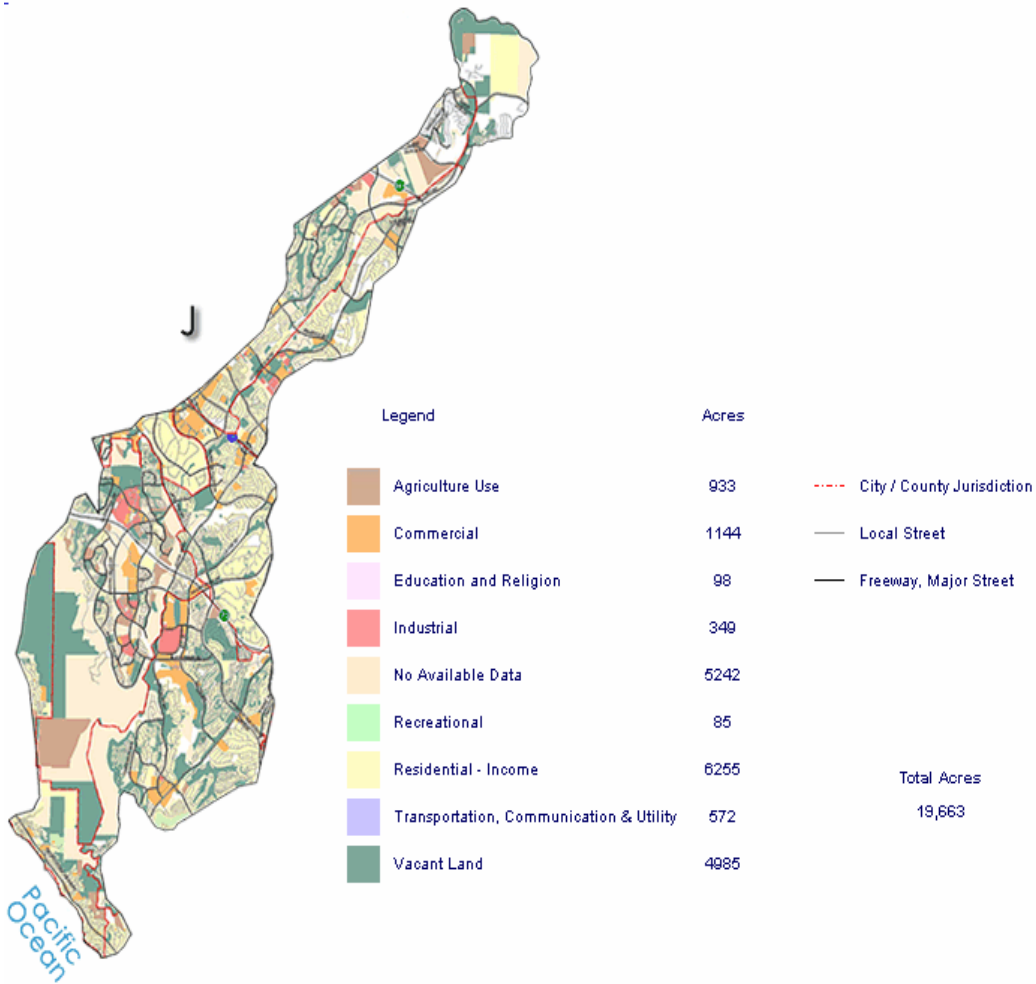 J
Legend Acres
Agriculture Use 933
Commercial 1144
Education and Religion 98
Industrial 349
No Available Data 5242
Recreational 85
Residential - Income 6255
Transportation, Communication & Utility 572
Vacant Land 4985
City / County Jurisdiction
Local Street
Freeway, Major Street
Total Acres
19,663
Pacific
Ocean